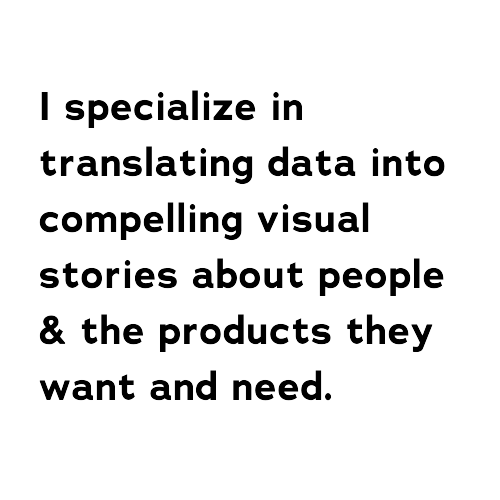 I specialize in
translating data into
compelling visual
stories about people
& the products they
want and need.